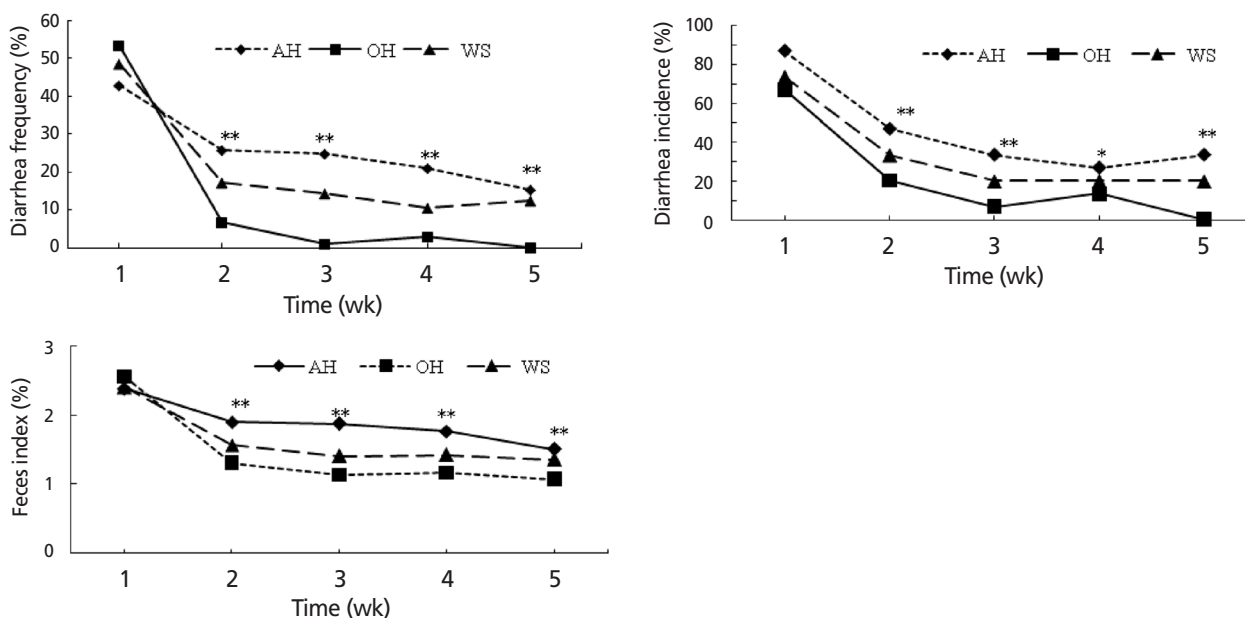 Diarrhea frequency (%)
60
50
40
30
20
10
0
AH OH WS
** ** ** **
1 2 3 4 5
Time (wk)
Diarrhea incidence (%)
100
80
60
40
20
0
AH OH WS
** ** * **
1 2 3 4 5
Time (wk)
Feces index (%)
3
2
1
0
AH OH WS
** ** ** **
1 2 3 4 5
Time (wk)